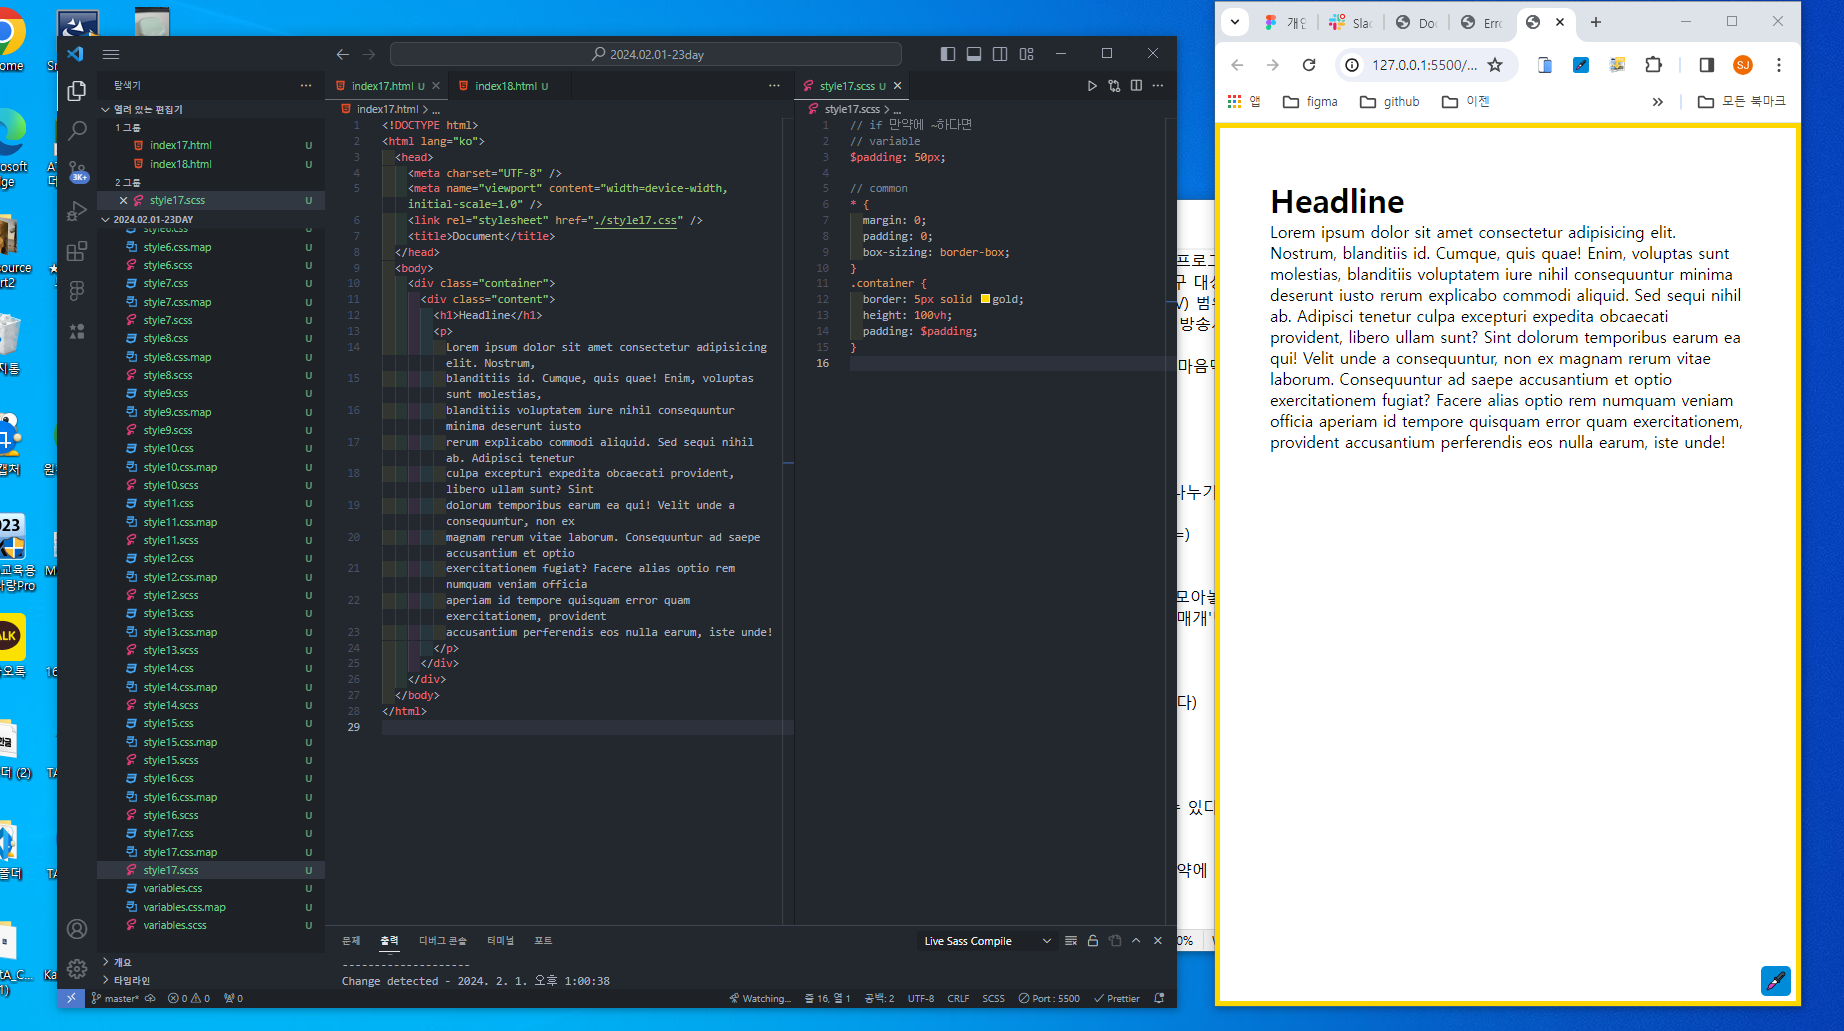 2024.02.01-23day
탐색기
열려 있는 편집기
1 그룹
index17.html U
index18.html U
2 그룹
style17.scss U
2024.02.01-23DAY
style6.css U
style6.css.map U
style6.scss U
style7.css U
style7.css.map U
style7.scss U
style8.css U
style8.css.map U
style8.scss U
style9.css U
style9.css.map U
style9.scss U
style10.css U
style10.css.map U
style10.scss U
style11.css U
style11.css.map U
style11.scss U
style12.css U
style12.css.map U
style12.scss U
style13.css U
style13.css.map U
style13.scss U
style14.css U
style14.css.map U
style14.scss U
style15.css U
style15.css.map U
style15.scss U
style16.css U
style16.css.map U
style16.scss U
style17.css U
style17.css.map U
style17.scss U
variables.css U
variables.css.map U
variables.scss U
개요
타임라인
3K+
index17.html U
index18.html U
index17.html > ...
1 <!DOCTYPE html>
2 <html lang="ko">
3 <head>
4 <meta charset="UTF-8" />
5 <meta name="viewport" content="width=device-width,
initial-scale=1.0" />
6 <link rel="stylesheet" href="./style17.css" />
7 <title>Document</title>
8 </head>
9 <body>
10 <div class="container">
11 <div class="content">
12 <h1>Headline</h1>
13 <p>
14 Lorem ipsum dolor sit amet consectetur adipisicing
elit. Nostrum,
15 blanditiis id. Cumque, quis quae! Enim, voluptas
sunt molestias,
16 blanditiis voluptatem iure nihil consequuntur
minima deserunt iusto
17 rerum explicabo commodi aliquid. Sed sequi nihil
ab. Adipisci tenetur
18 culpa excepturi expedita obcaecati provident,
libero ullam sunt? Sint
19 dolorum temporibus earum ea qui! Velit unde a
consequuntur, non ex
20 magnam rerum vitae laborum. Consequuntur ad saepe
accusantium et optio
21 exercitationem fugiat? Facere alias optio rem
numquam veniam officia
22 aperiam id tempore quisquam error quam
exercitationem, provident
23 accusantium perferendis eos nulla earum, iste unde!
24 </p>
25 </div>
26 </div>
27 </body>
28 </html>
29
style17.scss U
style17.scss > ...
1 // if 만약에 ~하다면
2 // variable
3 $padding: 50px;
4
5 // common
6 * {
7 margin: 0;
8 padding: 0;
9 box-sizing: border-box;
10 }
11 .container {
12 border: 5px solid gold;
13 height: 100vh;
14 padding: $padding;
15 }
16
문제 출력 디버그 콘솔 터미널 포트 Live Sass Compile
--------------------
Change detected - 2024. 2. 1. 오후 1:00:38
master* 0 0 0 Watching... 줄 16, 열 1 공백: 2 UTF-8 CRLF SCSS Port : 5500 Prettier
개인 Sla Do Erro
127.0.0.1:5500/... SJ
앱 figma github 이젠 모든 북마크
Headline
Lorem ipsum dolor sit amet consectetur adipisicing elit.
Nostrum, blanditiis id. Cumque, quis quae! Enim, voluptas sunt
molestias, blanditiis voluptatem iure nihil consequuntur minima
deserunt iusto rerum explicabo commodi aliquid. Sed sequi nihil
ab. Adipisci tenetur culpa excepturi expedita obcaecati
provident, libero ullam sunt? Sint dolorum temporibus earum ea
qui! Velit unde a consequuntur, non ex magnam rerum vitae
laborum. Consequuntur ad saepe accusantium et optio
exercitationem fugiat? Facere alias optio rem numquam veniam
officia aperiam id tempore quisquam error quam exercitationem,
provident accusantium perferendis eos nulla earum, iste unde!